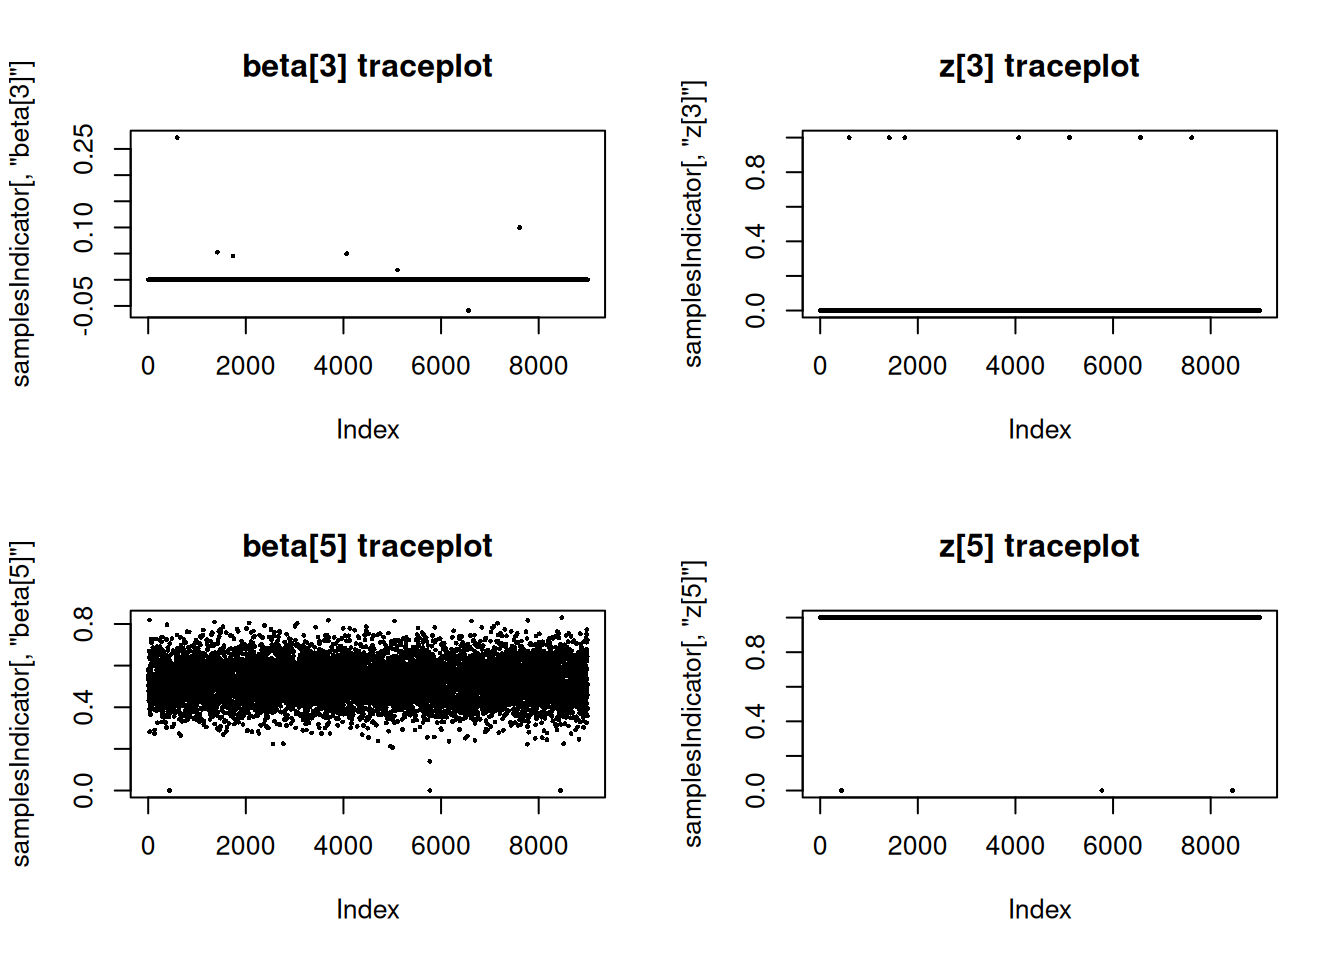 beta[3] traceplot
samplesIndicator[, "beta[3]"]
0.25
0.10
-0.05
0 2000 4000 6000 8000
Index
z[3] traceplot
samplesIndicator[, "z[3]"]
0.8
0.4
0.0
0 2000 4000 6000 8000
Index
beta[5] traceplot
samplesIndicator[, "beta[5]"]
0.8
0.4
0.0
0 2000 4000 6000 8000
Index
z[5] traceplot
samplesIndicator[, "z[5]"]
0.8
0.4
0.0
0 2000 4000 6000 8000
Index